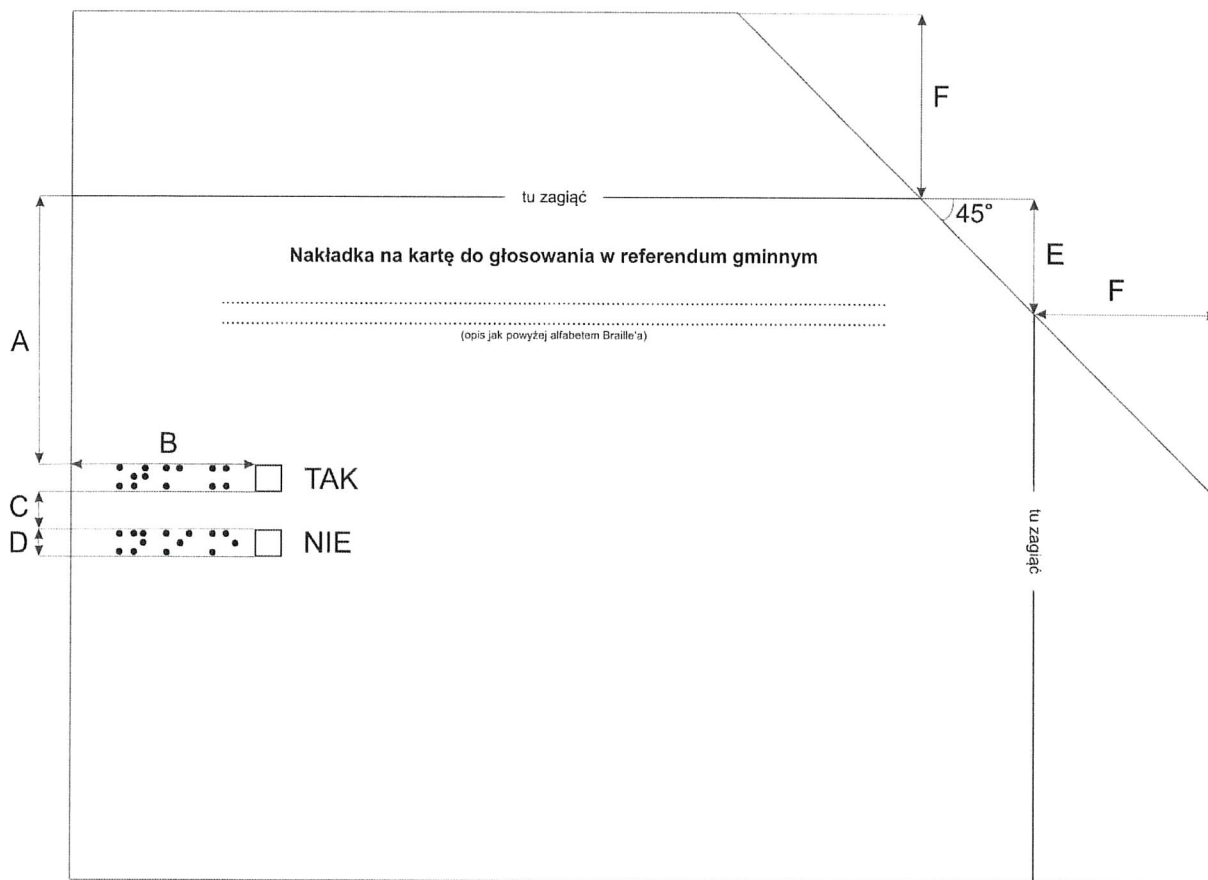 F
tu zagiąć
45°
Nakładka na kartę do głosowania w referendum gminnym
E
F
(opis jak powyżej alfabetem Braille'a)
A
B
TAK
C
D
NIE
tu zagiąć